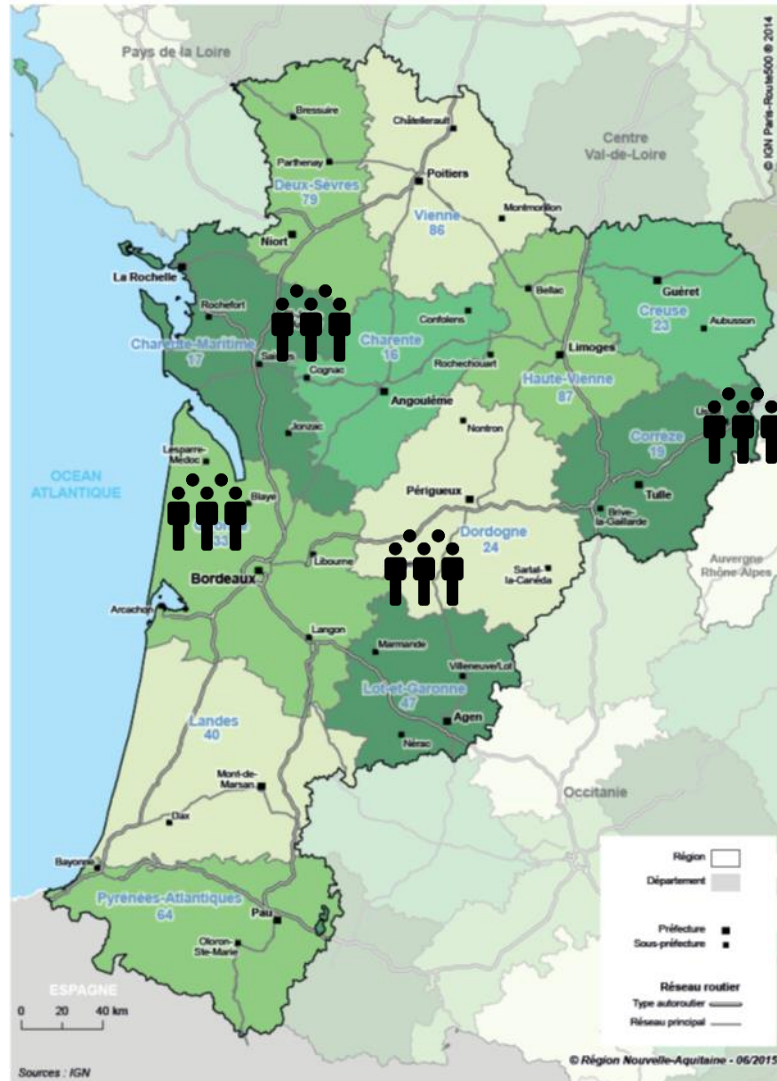 Pays de la Loire
© IGN Paris-Route500 ® 2014
Bressuire
Châtellerault
Centre
Val-de-Loire
Parthenay
Poitiers
Deux-Sèvres
79
Vienne
86
Montmorillon
Niort
La Rochelle
Rochefort
Bellac
Guéret
Creuse
23
Aubusson
Confolens
Charente-Maritime
17
Charente
16
Limoges
Rochechouart
Cognac
Haute-Vienne
87
Angoulême
Jonzac
Nontron
Corrèze
19
Lesparre-
Médoc
OCEAN
ATLANTIQUE
Blaye
33
Périgueux
Tulle
Brive-
la-Gaillarde
Dordogne
24
Libourne
Bordeaux
Sarlat-
la-Canéda
Auvergne
Rhône-Alpes
Arcachon
Langon
Marmande
Villeneuve/Lot
Lot-et-Garonne
47
Agen
Nérac
Landes
40
Mont-de-
Marsan
Dax
Occitanie
Bayonne
Pyrénées-Atlantiques
64
Pau
Oloron-
Ste-Marie
ESPAGNE
0 20 40 km
Région
Département
Préfecture
Sous-préfecture
Réseau routier
Type autoroutier
Réseau principal
Sources : IGN
© Région Nouvelle-Aquitaine - 06/2015